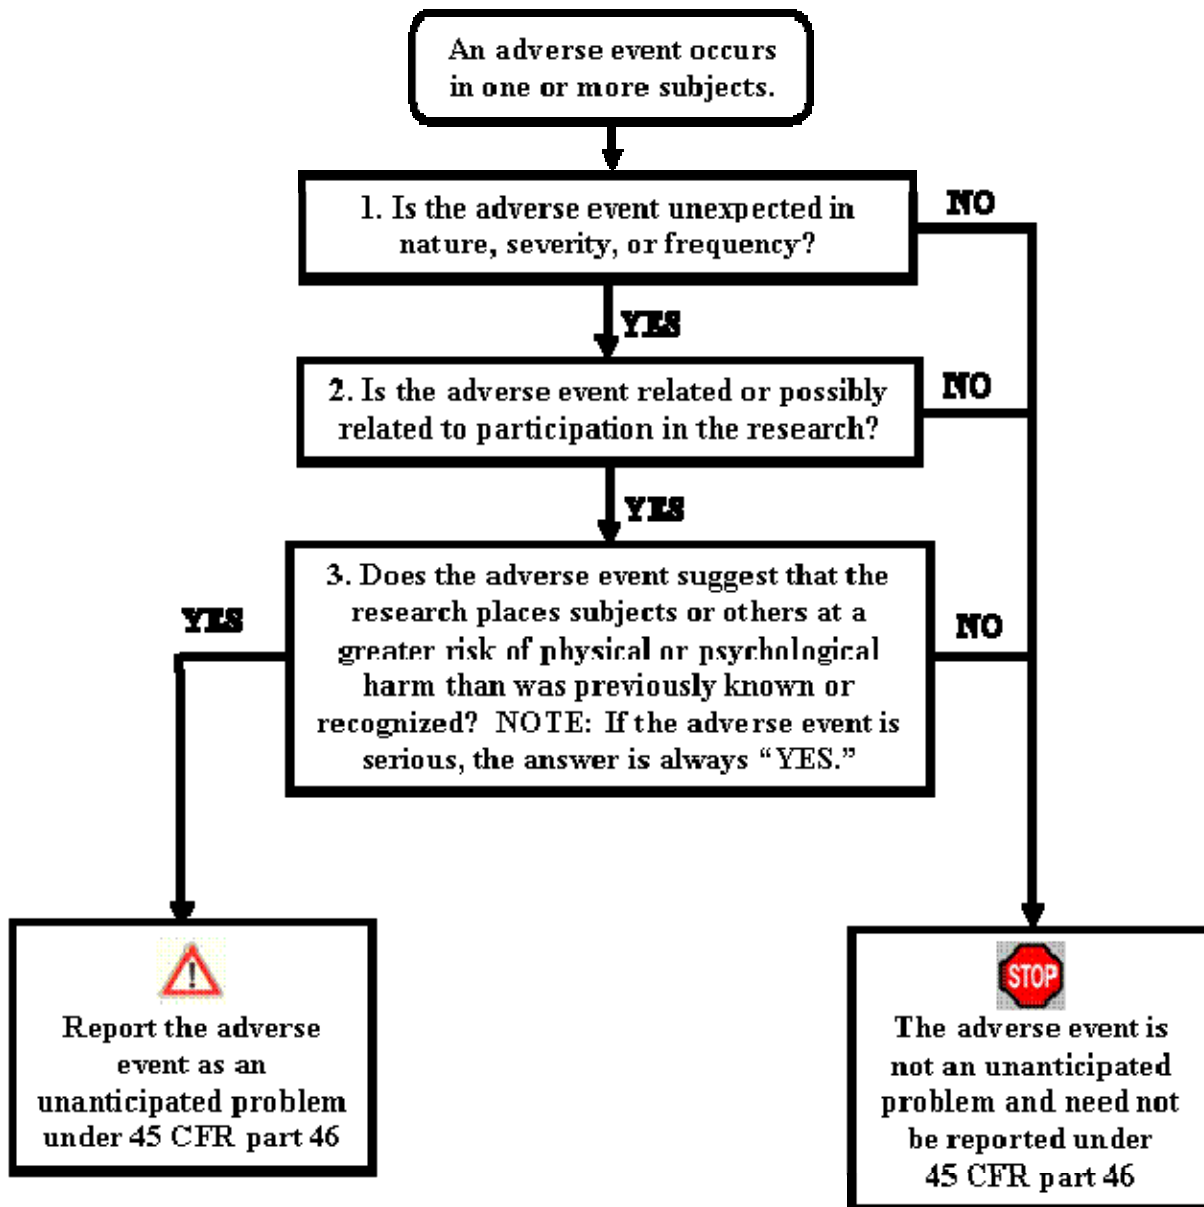 An adverse event occurs
in one or more subjects.
1. Is the adverse event unexpected in
nature, severity, or frequency?
NO
YES
2. Is the adverse event related or possibly
related to participation in the research?
NO
YES
3. Does the adverse event suggest that the
research places subjects or others at a
greater risk of physical or psychological
harm than was previously known or
recognized? NOTE: If the adverse event is
serious, the answer is always “YES.”
YES
NO
Report the adverse
event as an
unanticipated problem
under 45 CFR part 46
STOP
The adverse event is
not an unanticipated
problem and need not
be reported under
45 CFR part 46